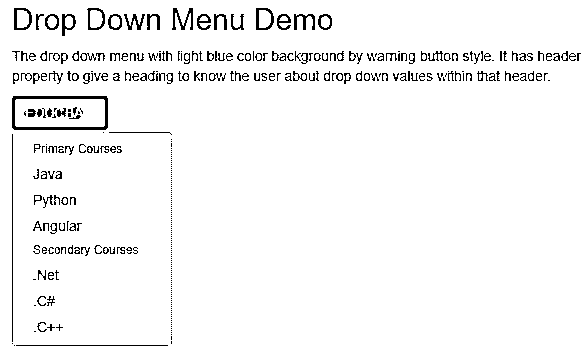 Drop Down Menu Demo
The drop down menu with light blue color background by warning button style. It has header
property to give a heading to know the user about drop down values within that header.
Primary Courses
Java
Python
Angular
Secondary Courses
.Net
.C#
.C++